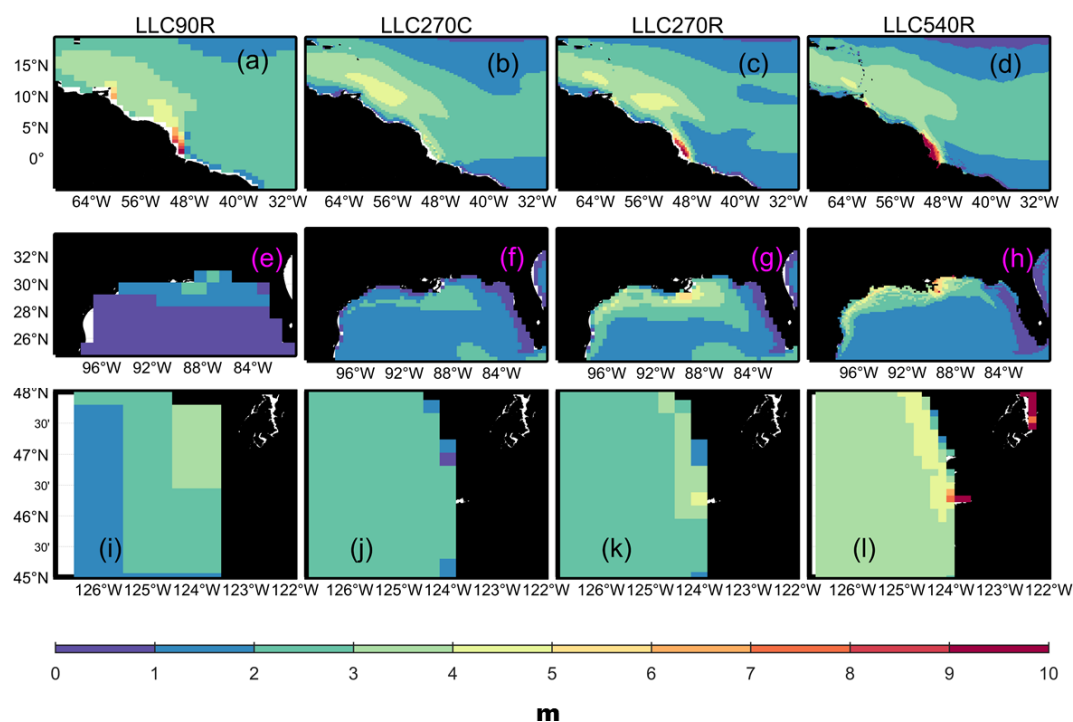 LLC90R LLC270C LLC270R LLC540R
15°N (a) (b) (c) (d)
10°N
5°N
0°
64°W 56°W 48°W 40°W 32°W 64°W 56°W 48°W 40°W 32°W 64°W 56°W 48°W 40°W 32°W 64°W 56°W 48°W 40°W 32°W
32°N (e) (f) (g) (h)
30°N
28°N
26°N
96°W 92°W 88°W 84°W 96°W 92°W 88°W 84°W 96°W 92°W 88°W 84°W 96°W 92°W 88°W 84°W
48°N
30'
47°N
30'
46°N
30' (i) (j) (k) (l)
45°N
126°W 125°W 124°W 123°W 122°W 126°W 125°W 124°W 123°W 122°W 126°W 125°W 124°W 123°W 122°W 126°W 125°W 124°W 123°W 122°W
0 1 2 3 4 5 6 7 8 9 10
m